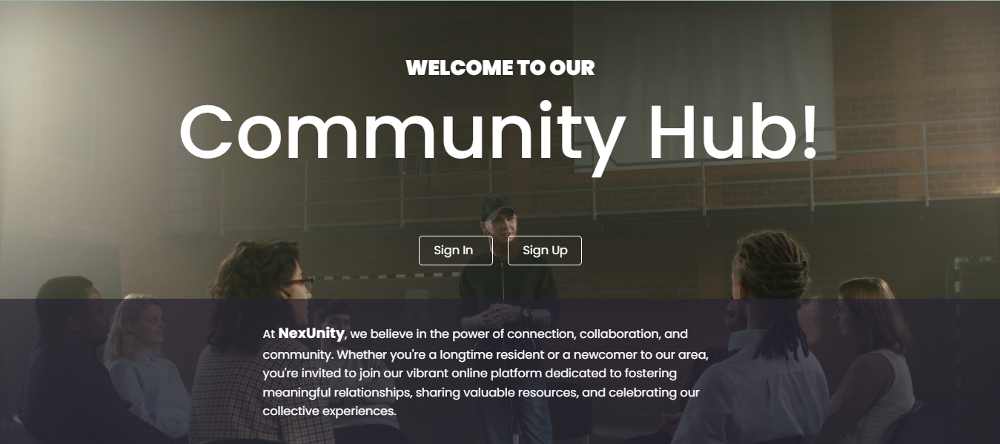 WELCOME TO OUR
Community Hub!
Sign In
Sign Up
At NexUnity, we believe in the power of connection, collaboration, and
community. Whether you're a longtime resident or a newcomer to our area,
you're invited to join our vibrant online platform dedicated to fostering
meaningful relationships, sharing valuable resources, and celebrating our
collective experiences.